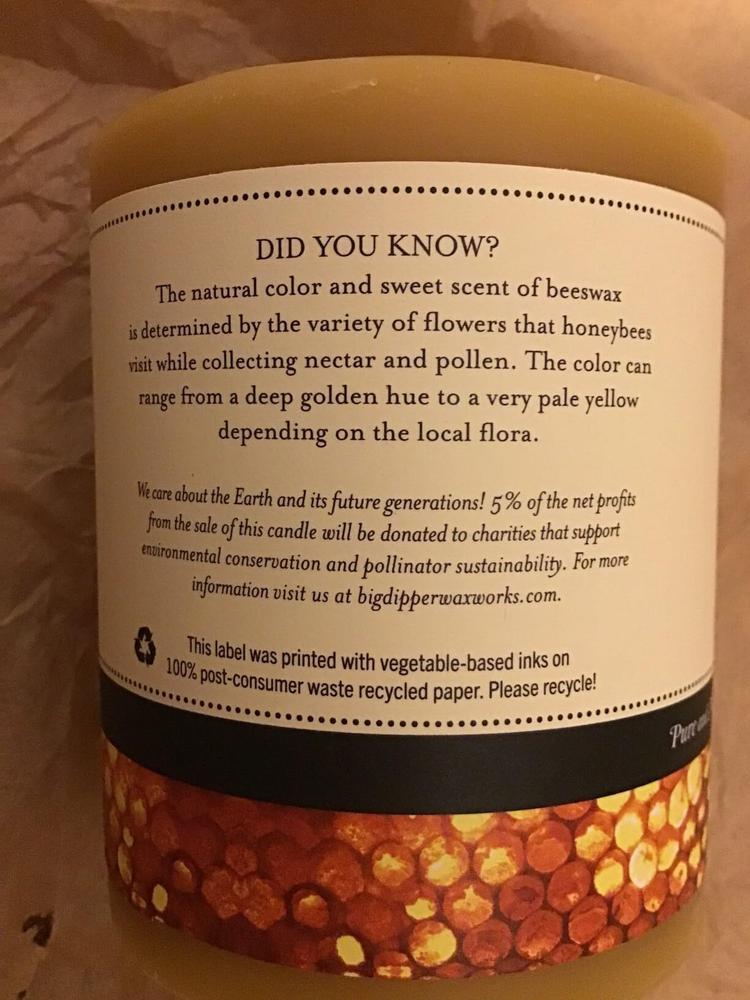 DID YOU KNOW?
The natural color and sweet scent of beeswax
is determined by the variety of flowers that honeybees
visit while collecting nectar and pollen. The color can
range from a deep golden hue to a very pale yellow
depending on the local flora.
We care about the Earth and its future generations! 5% of the net profits
from the sale of this candle will be donated to charities that support
environmental conservation and pollinator sustainability. For more
information visit us at bigdipperwaxworks.com.
This label was printed with vegetable-based inks on
100% post-consumer waste recycled paper. Please recycle!
Pure and